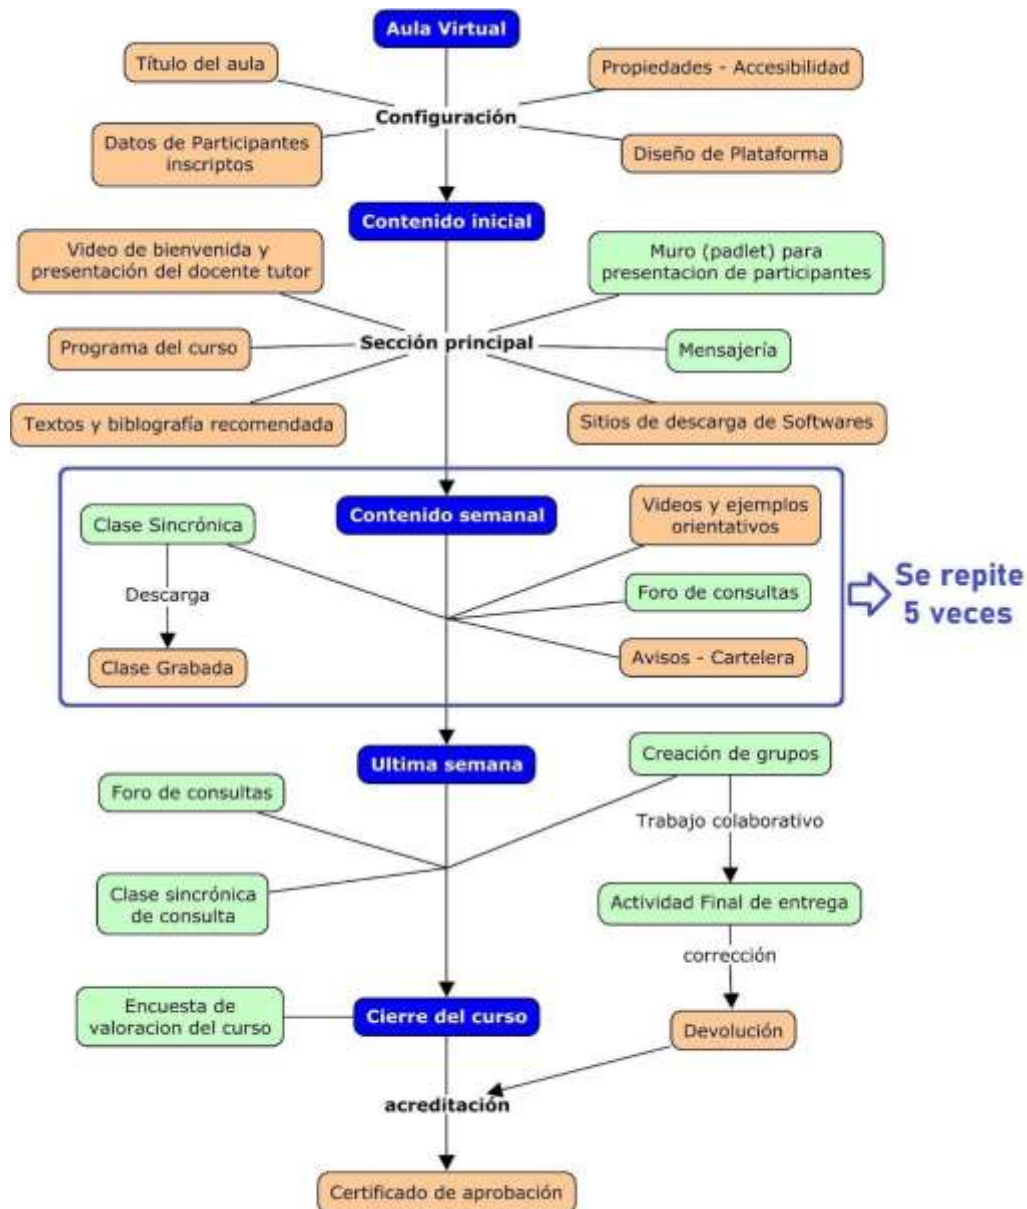 Aula Virtual
Título del aula
Propiedades - Accesibilidad
Configuración
Datos de Participantes
inscriptos
Diseño de Plataforma
Contenido inicial
Video de bienvenida y
presentación del docente tutor
Muro (padlet) para
presentacion de participantes
Programa del curso
Sección principal
Mensajería
Textos y biblografía recomendada
Sitios de descarga de Softwares
Contenido semanal
Clase Sincrónica
Videos y ejemplos
orientativos
Descarga
Foro de consultas
Clase Grabada
Avisos - Cartelera
Se repite
5 veces
Ultima semana
Creación de grupos
Foro de consultas
Trabajo colaborativo
Clase sincrónica
de consulta
Actividad Final de entrega
corrección
Encuesta de
valoracion del curso
Cierre del curso
Devolución
acreditación
Certificado de aprobación